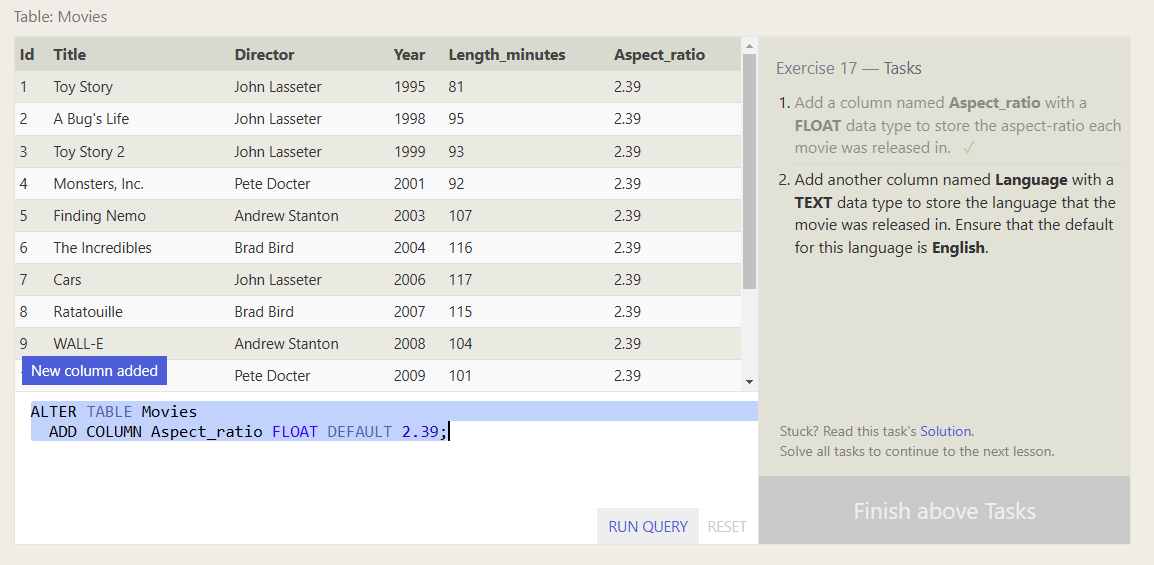 Table: Movies
Id Title Director Year Length_minutes Aspect_ratio
1 Toy Story John Lasseter 1995 81 2.39
2 A Bug's Life John Lasseter 1998 95 2.39
3 Toy Story 2 John Lasseter 1999 93 2.39
4 Monsters, Inc. Pete Docter 2001 92 2.39
5 Finding Nemo Andrew Stanton 2003 107 2.39
6 The Incredibles Brad Bird 2004 116 2.39
7 Cars John Lasseter 2006 117 2.39
8 Ratatouille Brad Bird 2007 115 2.39
9 WALL-E Andrew Stanton 2008 104 2.39
Pete Docter 2009 101 2.39
New column added
ALTER TABLE Movies
ADD COLUMN Aspect_ratio FLOAT DEFAULT 2.39;
RUN QUERY RESET
Exercise 17 — Tasks
1. Add a column named Aspect_ratio with a
FLOAT data type to store the aspect-ratio each
movie was released in. ✓
2. Add another column named Language with a
TEXT data type to store the language that the
movie was released in. Ensure that the default
for this language is English.
Stuck? Read this task's Solution.
Solve all tasks to continue to the next lesson.
Finish above Tasks